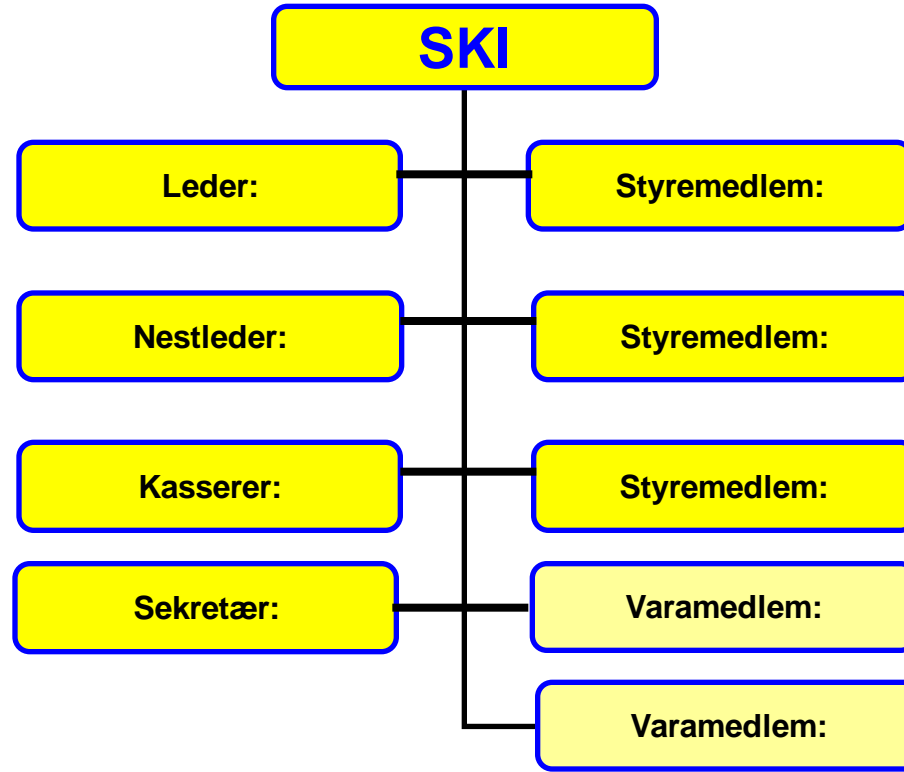 SKI
Leder:
Styremedlem:
Nestleder:
Styremedlem:
Kasserer:
Styremedlem:
Sekretær:
Varamedlem:
Varamedlem: